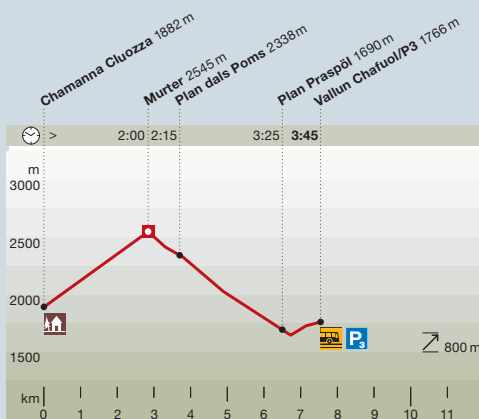 Chamanna Cluozza 1882 m
Murter 2545 m
Plan dals Poms 2338 m
Plan Praspöl 1690 m
Vallun Chafuol/P3 1766 m
> 2:00 2:15 3:25 3:45
m
3000
2500
2000
1500
P3
800 m
km
0 1 2 3 4 5 6 7 8 9 10 11